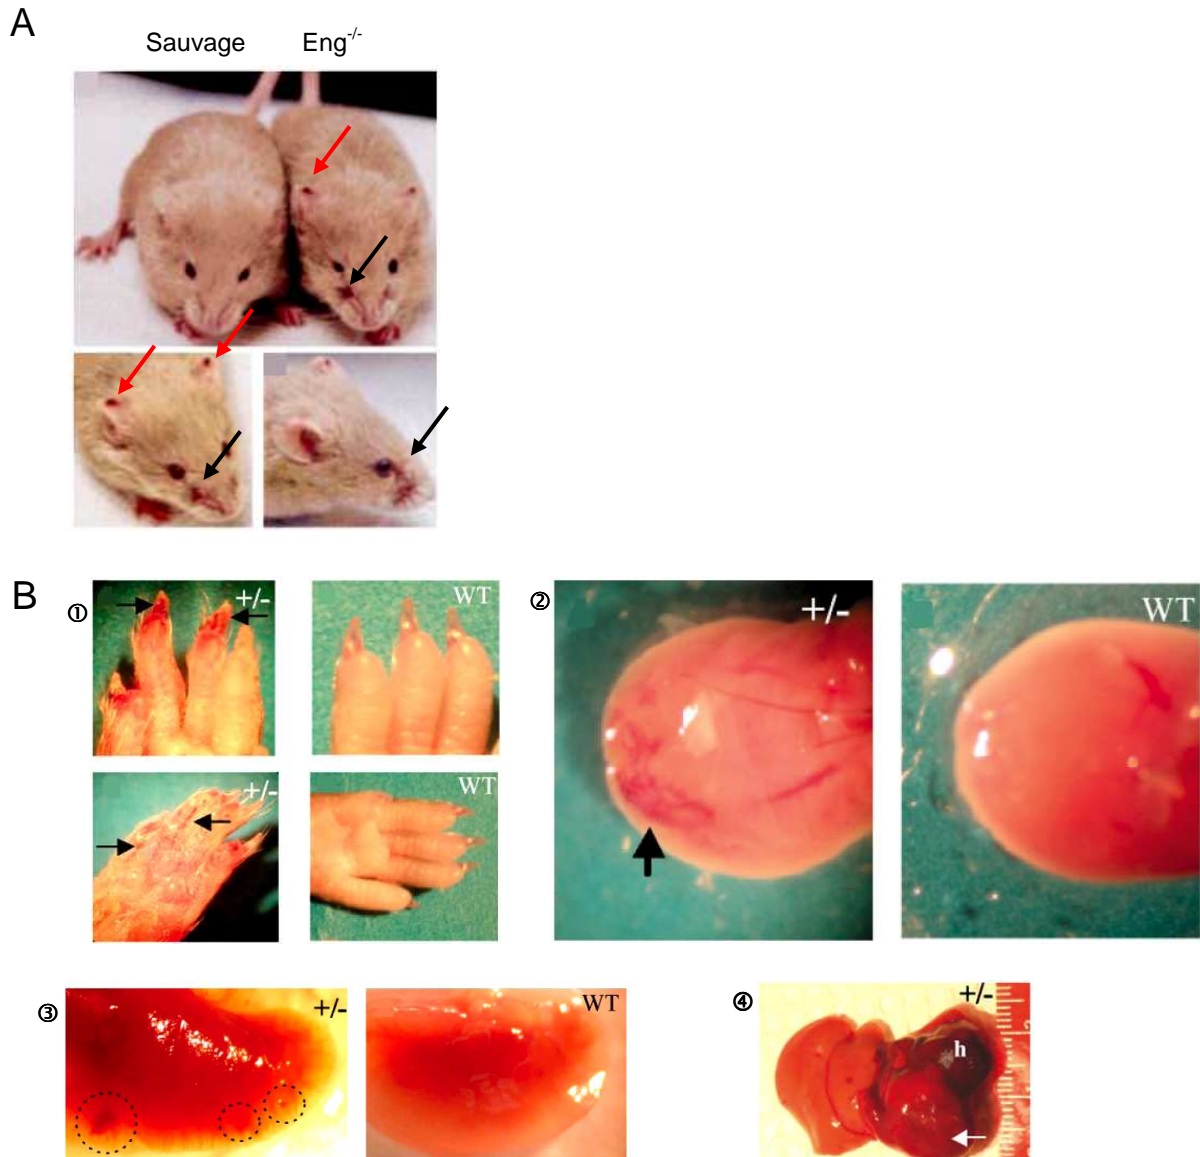 A
Sauvage Eng-/-
B
① +/- WT ② +/- WT
+/- WT
③ +/- WT ④ +/-
h